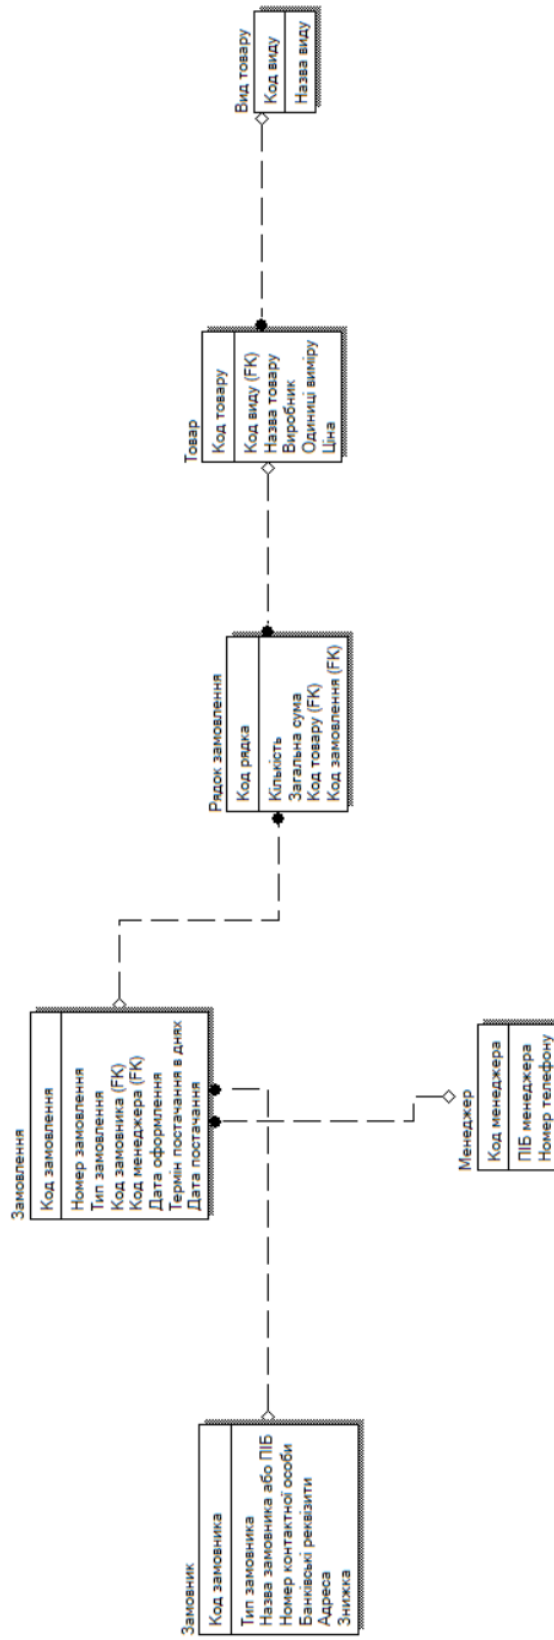 Замовник
Код замовника
Тип замовника
Назва замовника або ПІБ
Номер контактної особи
Банківські реквізити
Адреса
Знижка
Замовлення
Код замовлення
Номер замовлення
Тип замовлення
Код замовника (FK)
Код менеджера (FK)
Дата оформлення
Термін постачання в днях
Дата постачання
Менеджер
Код менеджера
ПІБ менеджера
Номер телефону
Рядок замовлення
Код рядка
Кількість
Загальна сума
Код товару (FK)
Код замовлення (FK)
Товар
Код товару
Код виду (FK)
Назва товару
Виробник
Одиниці виміру
Ціна
Вид товару
Код виду
Назва виду